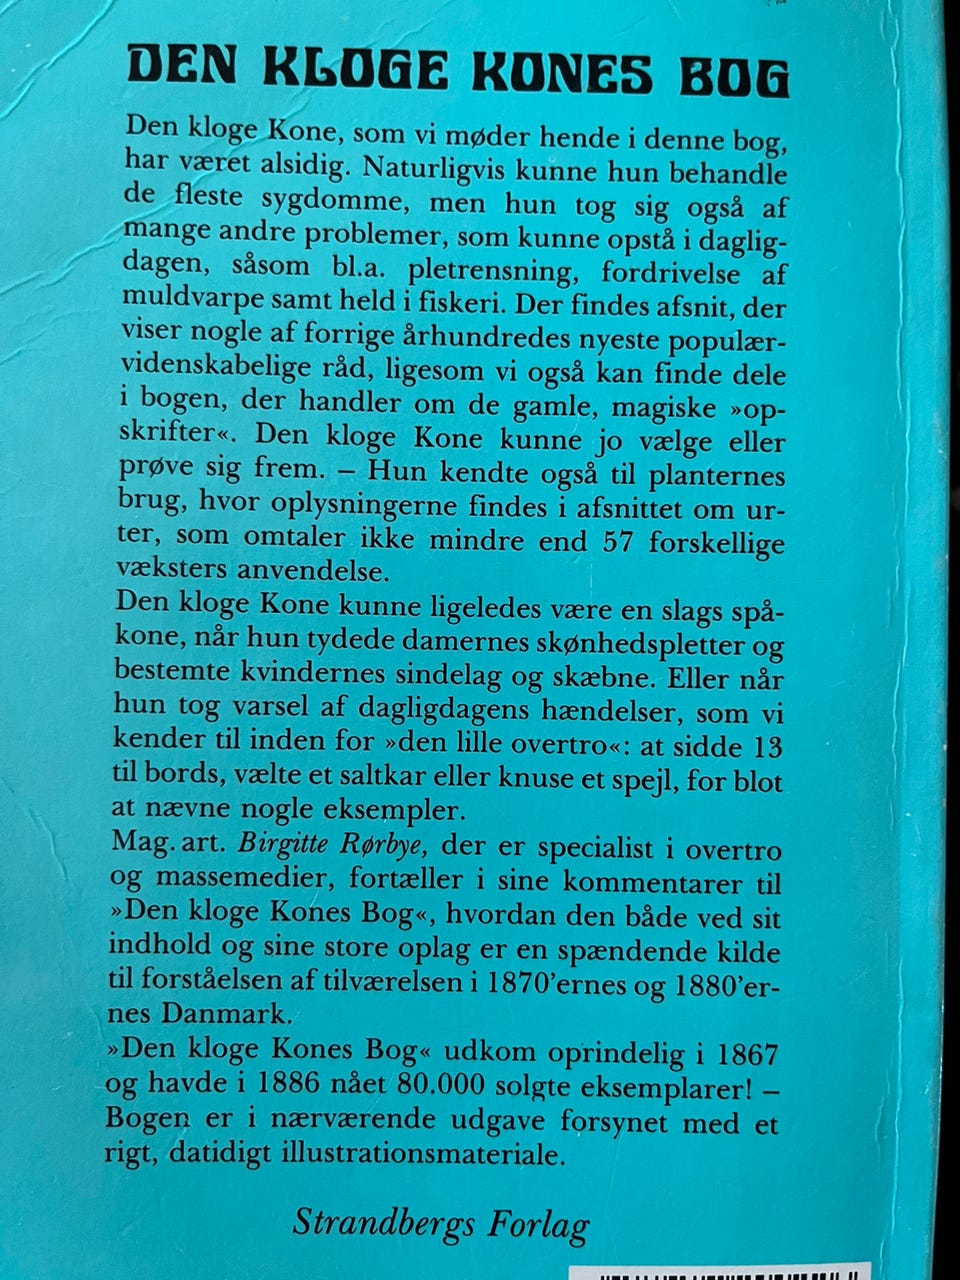 DEN KLOGE KONES BOG
Den kloge Kone, som vi møder hende i denne bog,
har været alsidig. Naturligvis kunne hun behandle
de fleste sygdomme, men hun tog sig også af
mange andre problemer, som kunne opstå i daglig-
dagen, såsom bl.a. pletrensning, fordrivelse af
muldvarpe samt held i fiskeri. Der findes afsnit, der
viser nogle af forrige århundredes nyeste populær-
videnskabelige råd, ligesom vi også kan finde dele
i bogen, der handler om de gamle, magiske »op-
skrifter«. Den kloge Kone kunne jo vælge eller
prøve sig frem. – Hun kendte også til planternes
brug, hvor oplysningerne findes i afsnittet om ur-
ter, som omtaler ikke mindre end 57 forskellige
væksters anvendelse.
Den kloge Kone kunne ligeledes være en slags spå-
kone, når hun tydede damernes skønhedspletter og
bestemte kvindernes sindelag og skæbne. Eller når
hun tog varsel af dagligdagens hændelser, som vi
kender til inden for »den lille overtro«: at sidde 13
til bords, vælte et saltkar eller knuse et spejl, for blot
at nævne nogle eksempler.
Mag. art. Birgitte Rørbye, der er specialist i overtro
og massemedier, fortæller i sine kommentarer til
»Den kloge Kones Bog«, hvordan den både ved sit
indhold og sine store oplag er en spændende kilde
til forståelsen af tilværelsen i 1870'ernes og 1880'er-
nes Danmark.
»Den kloge Kones Bog« udkom oprindelig i 1867
og havde i 1886 nået 80.000 solgte eksemplarer! –
Bogen er i nærværende udgave forsynet med et
rigt, datidigt illustrationsmateriale.
Strandbergs Forlag